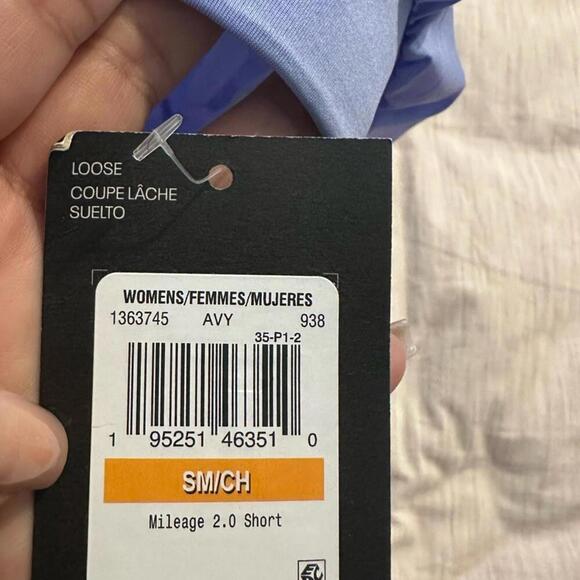 LOOSE
COUPE LÂCHE
SUELTO
WOMENS/FEMMES/MUJERES
1363745 AVY 938
35-P1-2
1 95251 46351 0
SM/CH
Mileage 2.0 Short